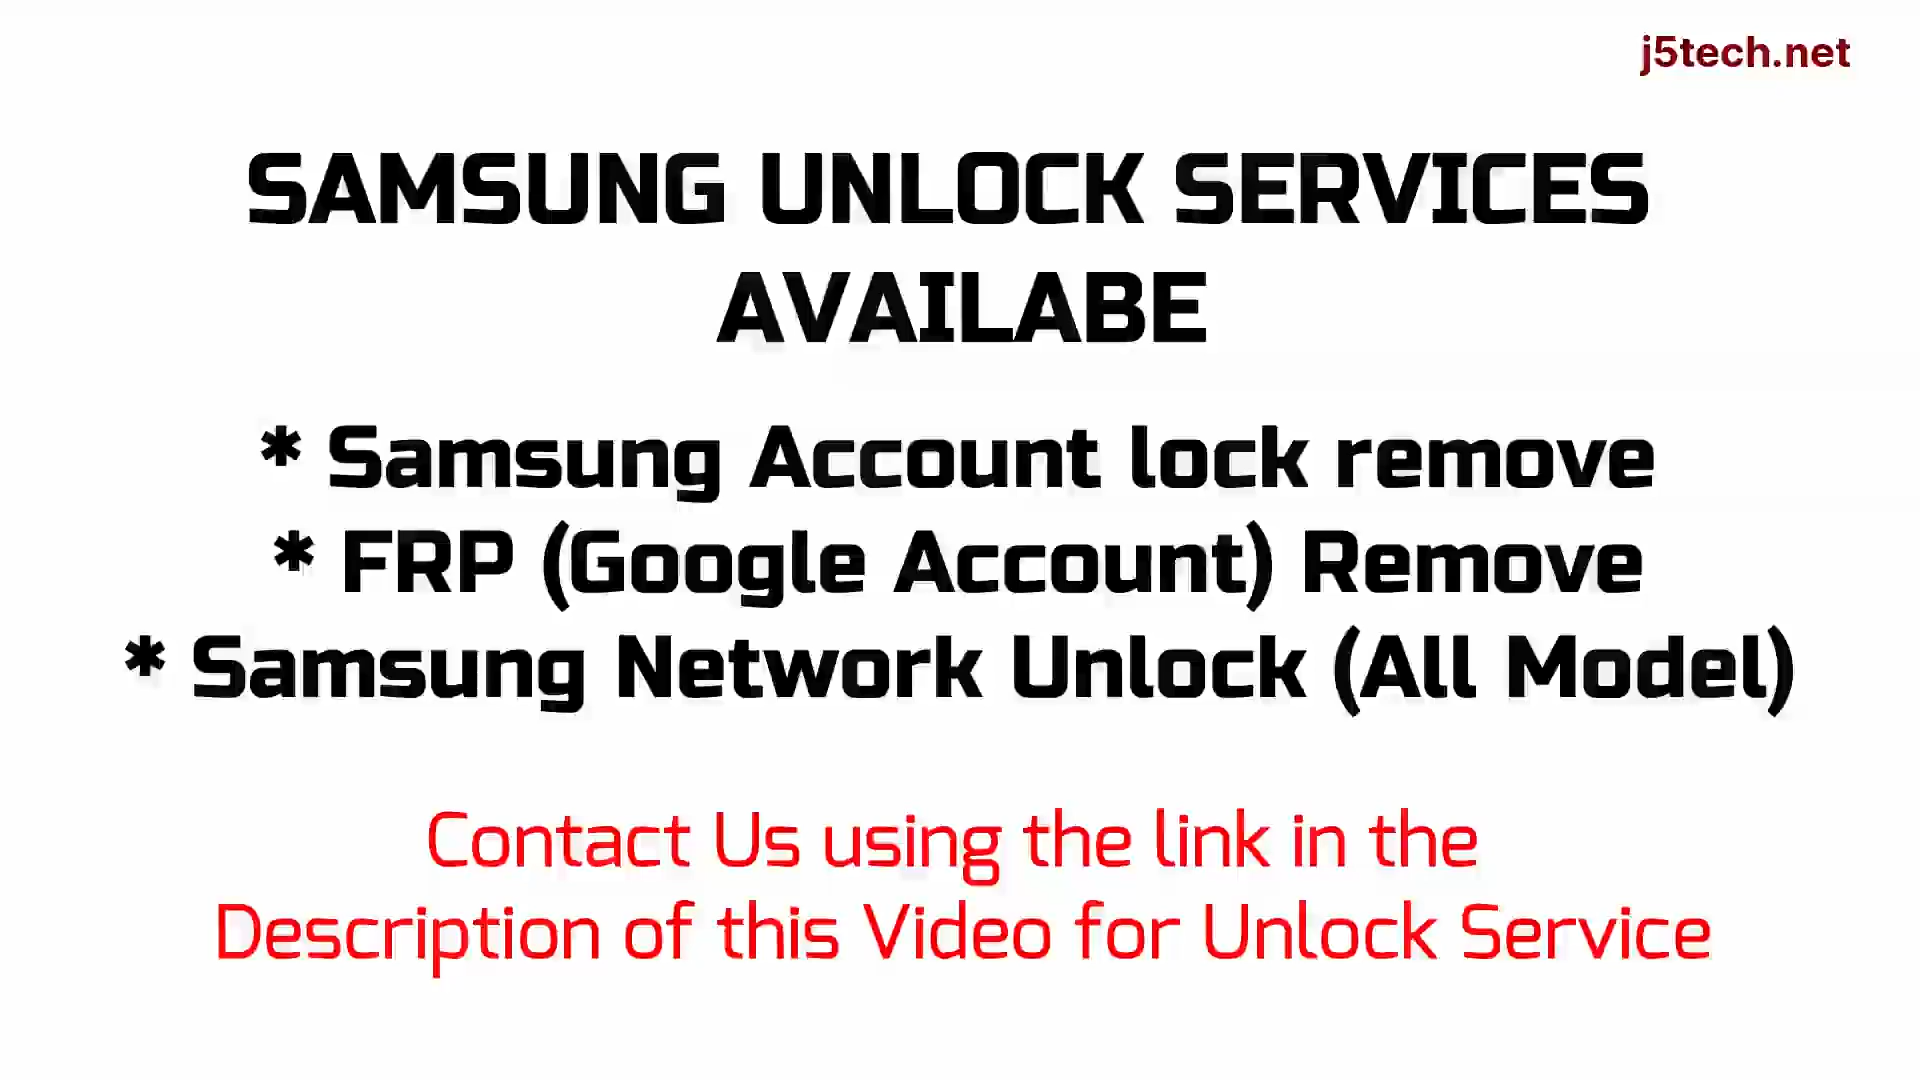 j5tech.net
SAMSUNG UNLOCK SERVICES
AVAILABE
* Samsung Account lock remove
* FRP (Google Account) Remove
* Samsung Network Unlock (All Model)
Contact Us using the link in the
Description of this Video for Unlock Service